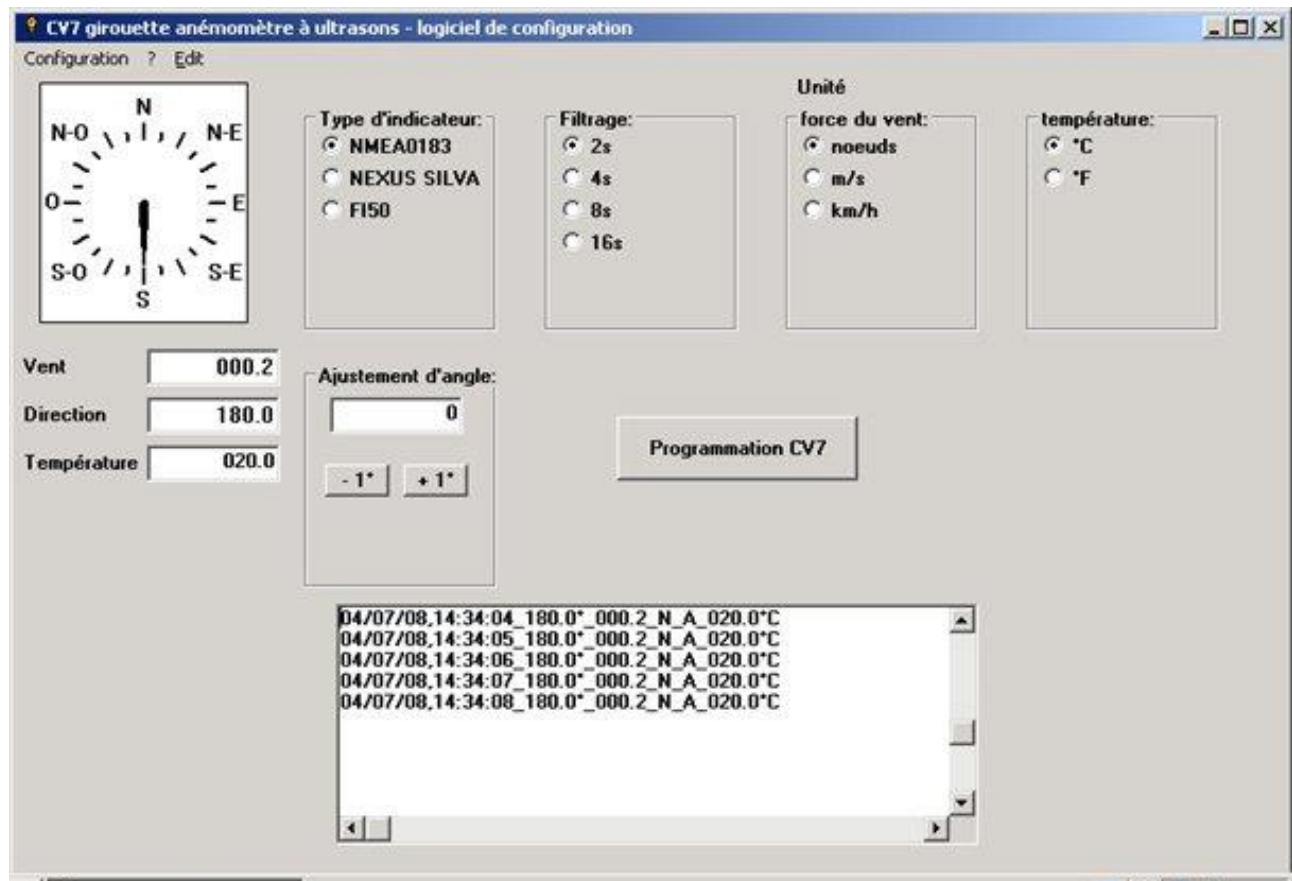 CV7 girouette anémomètre à ultrasons - logiciel de configuration
Configuration ? Edit
N
N-O N-E
O E
S-O S-E
S
Type d'indicateur:
NMEA0183
NEXUS SILVA
FI50
Filtrage:
2s
4s
8s
16s
Unité
force du vent:
noeuds
m/s
km/h
température:
°C
°F
Vent 000.2
Direction 180.0
Température 020.0
Ajustement d'angle:
0
- 1° + 1°
Programmation CV7
04/07/08,14:34:04_180.0°_000.2_N_A_020.0°C
04/07/08,14:34:05_180.0°_000.2_N_A_020.0°C
04/07/08,14:34:06_180.0°_000.2_N_A_020.0°C
04/07/08,14:34:07_180.0°_000.2_N_A_020.0°C
04/07/08,14:34:08_180.0°_000.2_N_A_020.0°C